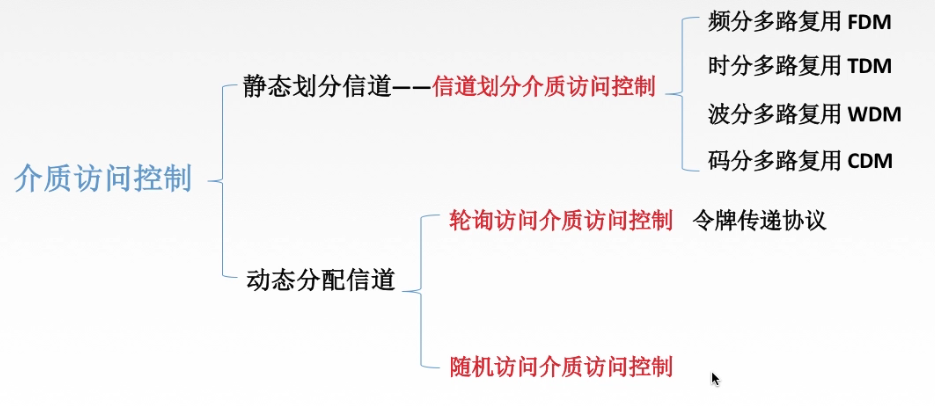 介质访问控制
静态划分信道——信道划分介质访问控制
频分多路复用 FDM
时分多路复用 TDM
波分多路复用 WDM
码分多路复用 CDM
动态分配信道
轮询访问介质访问控制 令牌传递协议
随机访问介质访问控制